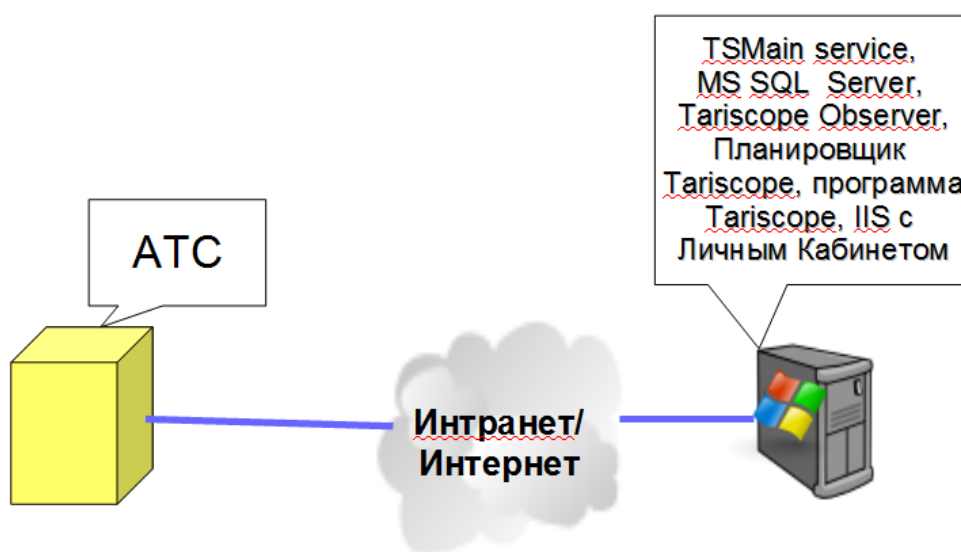 TSMain service,
MS SQL Server,
Tariscope Observer,
Планировщик
Tariscope, программа
Tariscope, IIS с
Личным Кабинетом
АТС
Интранет/
Интернет